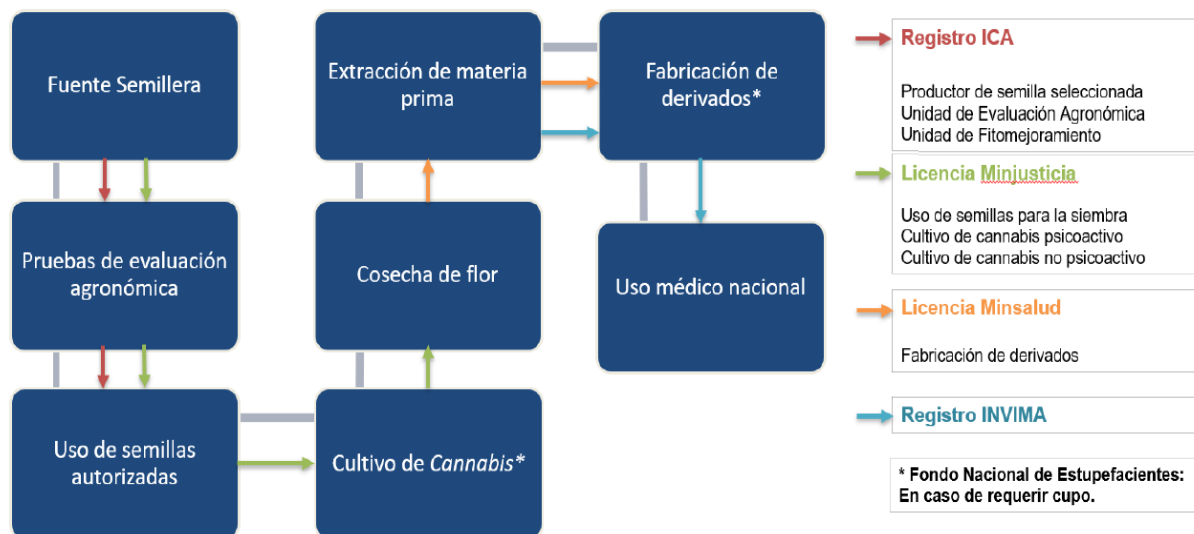 Fuente Semillera
Pruebas de evaluación
agronómica
Uso de semillas
autorizadas
Cultivo de Cannabis*
Cosecha de flor
Extracción de materia
prima
Fabricación de
derivados*
Uso médico nacional
Registro ICA
Productor de semilla seleccionada
Unidad de Evaluación Agronómica
Unidad de Fitomejoramiento
Licencia Minjusticia
Uso de semillas para la siembra
Cultivo de cannabis psicoactivo
Cultivo de cannabis no psicoactivo
Licencia Minsalud
Fabricación de derivados
Registro INVIMA
* Fondo Nacional de Estupefacientes:
En caso de requerir cupo.